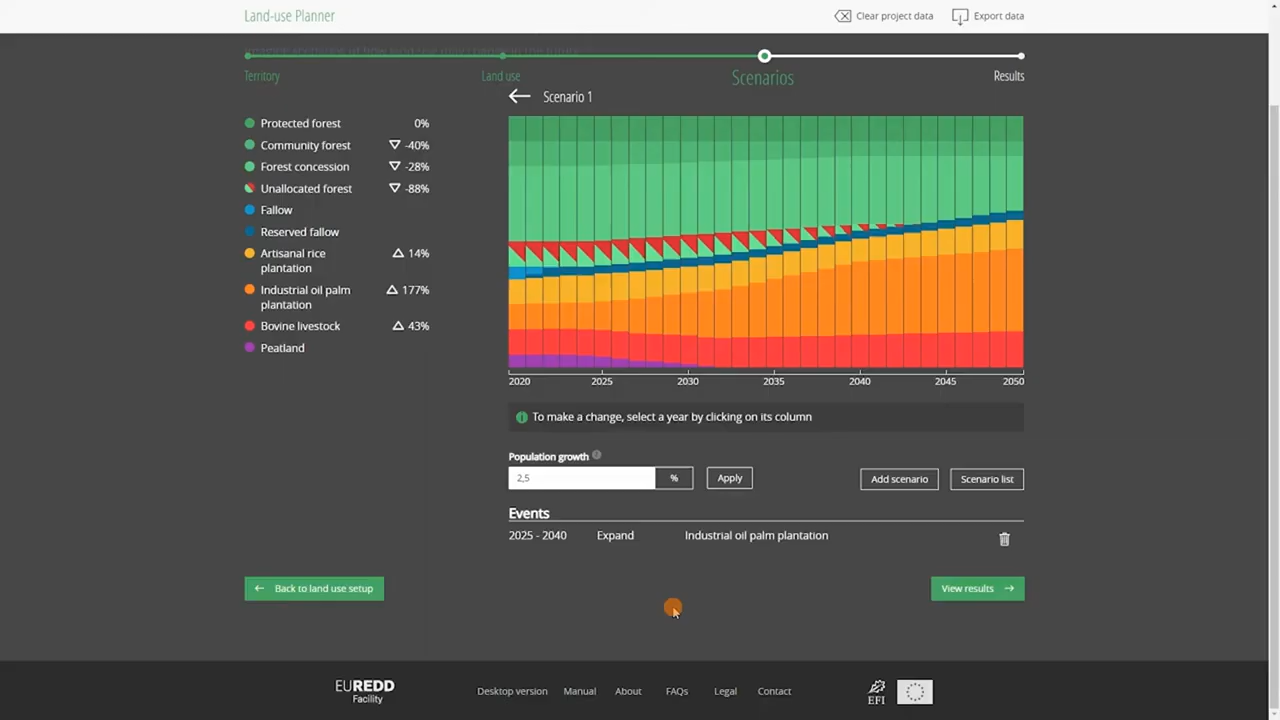 Land-use Planner
Clear project data
Export data
Territory
Land use
Scenarios
Results
Scenario 1
Protected forest 0%
Community forest -40%
Forest concession -28%
Unallocated forest -88%
Fallow
Reserved fallow
Artisanal rice 14%
plantation
Industrial oil palm 177%
plantation
Bovine livestock 43%
Peatland
2020 2025 2030 2035 2040 2045 2050
To make a change, select a year by clicking on its column
Population growth
2,5 %
Apply
Add scenario
Scenario list
Events
2025 - 2040 Expand Industrial oil palm plantation
← Back to land use setup
View results →
EU REDD
Facility
Desktop version Manual About FAQs Legal Contact
EFI